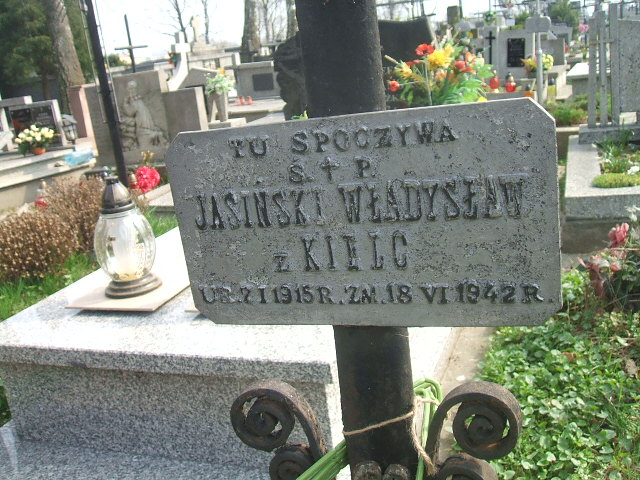 TU SPOCZYWA
Ś. † P.
JASIŃSKI WŁADYSŁAW
z KIELC
UR. 7 I 1915 R. ZM. 18 VI 1942 R.